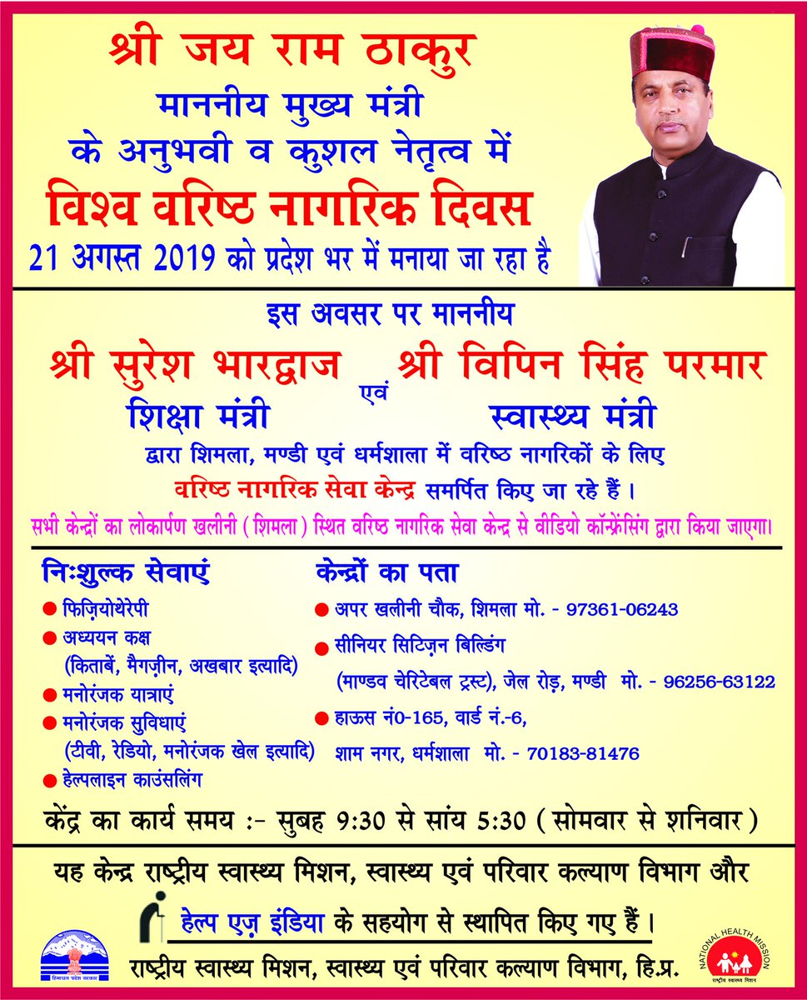 श्री जय राम ठाकुर
माननीय मुख्य मंत्री
के अनुभवी व कुशल नेतृत्व में
विश्व वरिष्ठ नागरिक दिवस
21 अगस्त 2019 को प्रदेश भर में मनाया जा रहा है
इस अवसर पर माननीय
श्री सुरेश भारद्वाज एवं श्री विपिन सिंह परमार
शिक्षा मंत्री स्वास्थ्य मंत्री
द्वारा शिमला, मण्डी एवं धर्मशाला में वरिष्ठ नागरिकों के लिए
वरिष्ठ नागरिक सेवा केन्द्र समर्पित किए जा रहे हैं ।
सभी केन्द्रों का लोकार्पण खलीनी ( शिमला ) स्थित वरिष्ठ नागरिक सेवा केन्द्र से वीडियो कॉन्फ्रेंसिंग द्वारा किया जाएगा।
निःशुल्क सेवाएं
● फिज़ियोथेरेपी
● अध्ययन कक्ष
(किताबें, मैगज़ीन, अखबार इत्यादि)
● मनोरंजक यात्राएं
● मनोरंजक सुविधाएं
(टीवी, रेडियो, मनोरंजक खेल इत्यादि)
● हेल्पलाइन काउंसलिंग
केन्द्रों का पता
● अपर खलीनी चौक, शिमला मो. - 97361-06243
● सीनियर सिटिज़न बिल्डिंग
(माण्डव चेरिटेबल ट्रस्ट), जेल रोड़, मण्डी मो. - 96256-63122
● हाऊस नं0-165, वार्ड नं.-6,
शाम नगर, धर्मशाला मो. - 70183-81476
केंद्र का कार्य समय :- सुबह 9:30 से सांय 5:30 ( सोमवार से शनिवार )
यह केन्द्र राष्ट्रीय स्वास्थ्य मिशन, स्वास्थ्य एवं परिवार कल्याण विभाग और
हेल्प एज़ इंडिया के सहयोग से स्थापित किए गए हैं ।
राष्ट्रीय स्वास्थ्य मिशन, स्वास्थ्य एवं परिवार कल्याण विभाग, हि.प्र.
हिमाचल प्रदेश सरकार
NATIONAL HEALTH MISSION
राष्ट्रीय स्वास्थ्य मिशन